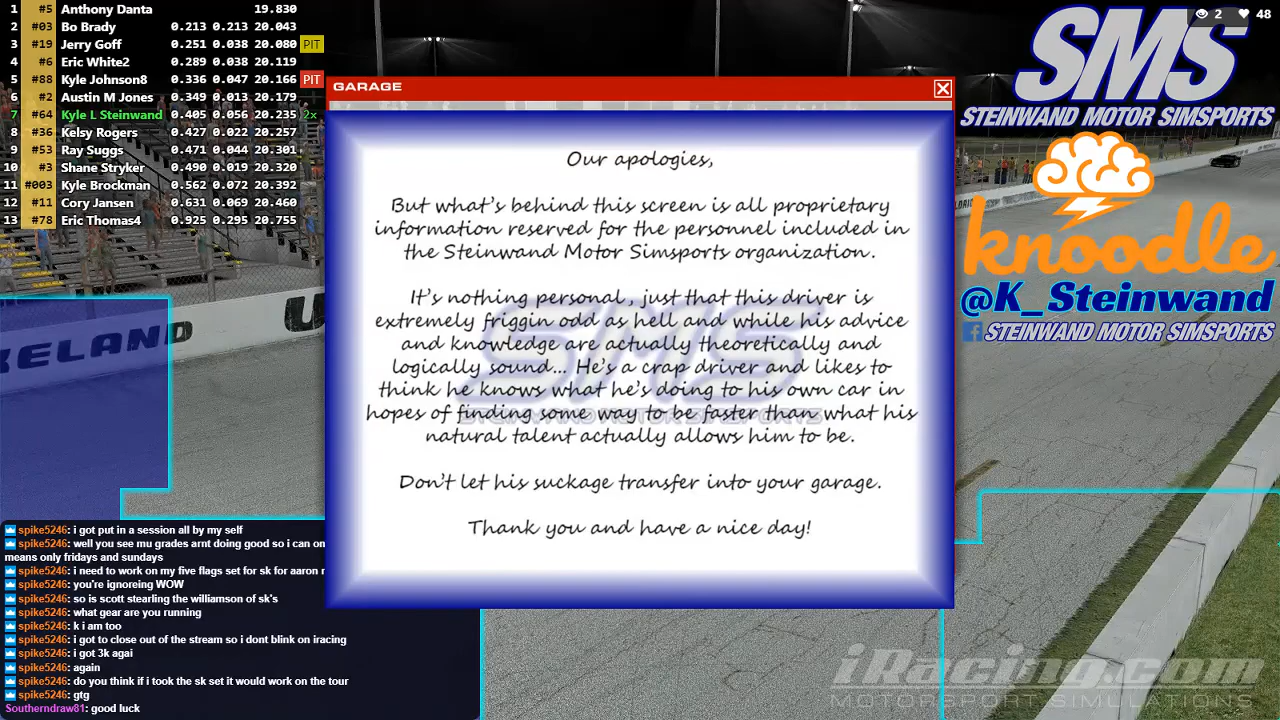 1 #5 Anthony Danta 19.830
2 #03 Bo Brady 0.213 0.213 20.043
3 #19 Jerry Goff 0.251 0.038 20.080 PIT
4 #6 Eric White2 0.289 0.038 20.119
5 #88 Kyle Johnson8 0.335 0.047 20.166 PIT
6 #2 Austin M Jones 0.349 0.013 20.179
7 #64 Kyle L Steinwand 0.405 0.056 20.235 2x
8 #36 Kelsy Rogers 0.427 0.022 20.257
9 #53 Ray Suggs 0.471 0.044 20.301
10 #3 Shane Stryker 0.490 0.019 20.320
11 #003 Kyle Brockman 0.562 0.072 20.392
12 #11 Cory Jansen 0.631 0.069 20.460
13 #78 Eric Thomas4 0.925 0.295 20.755
2 48
SMS
STEINWAND MOTOR SIMSPORTS
knoodle
@K_Steinwand
f STEINWAND MOTOR SIMSPORTS
GARAGE
Our apologies,
But what's behind this screen is all proprietary
information reserved for the personnel included in
the Steinwand Motor Simsports organization.
It's nothing personal, just that this driver is
extremely friggin odd as hell and while his advice
and knowledge are actually theoretically and
logically sound... He's a crap driver and likes to
think he knows what he's doing to his own car in
hopes of finding some way to be faster than what his
natural talent actually allows him to be.
Don't let his suckage transfer into your garage.
Thank you and have a nice day!
SMS
STEINWAND MOTOR SIMSPORTS
KELAND
spike5246: i got put in a session all by my self
spike5246: well you see mu grades arnt doing good so i can on
means only fridays and sundays
spike5246: i need to work on my five flags set for sk for aaron
spike5246: you're ignoreing WOW
spike5246: so is scott stearling the williamson of sk's
spike5246: what gear are you running
spike5246: k i am too
spike5246: i got to close out of the stream so i dont blink on iracing
spike5246: i got 3k agai
spike5246: again
spike5246: do you think if i took the sk set it would work on the tour
spike5246: gtg
Southerndraw81: good luck
iRacing.com
MOTORSPORT SIMULATIONS